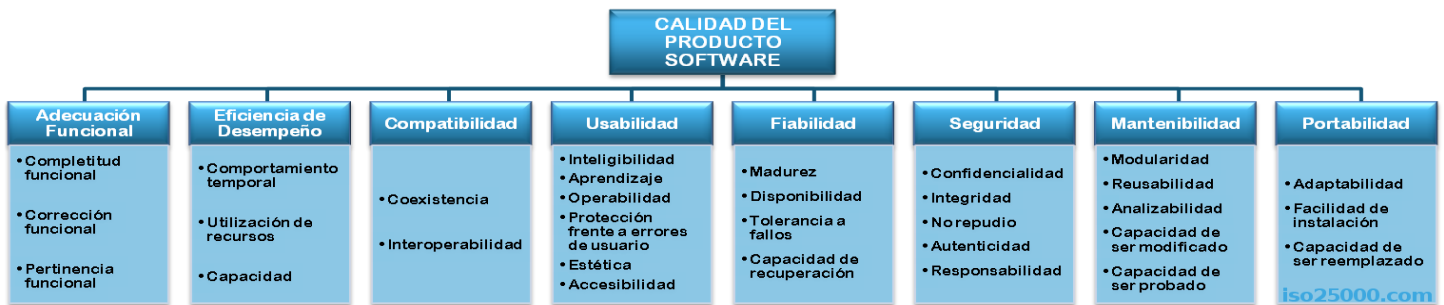 CALIDAD DEL
PRODUCTO
SOFTWARE
Adecuación
Funcional
• Completitud
funcional
• Corrección
funcional
• Pertinencia
funcional
Eficiencia de
Desempeño
• Comportamiento
temporal
• Utilización de
recursos
• Capacidad
Compatibilidad
• Coexistencia
• Interoperabilidad
Usabilidad
• Inteligibilidad
• Aprendizaje
• Operabilidad
• Protección
frente a errores
de usuario
• Estética
• Accesibilidad
Fiabilidad
• Madurez
• Disponibilidad
• Tolerancia a
fallos
• Capacidad de
recuperación
Seguridad
• Confidencialidad
• Integridad
• No repudio
• Autenticidad
• Responsabilidad
Mantenibilidad
• Modularidad
• Reusabilidad
• Analizabilidad
• Capacidad de
ser modificado
• Capacidad de
ser probado
Portabilidad
• Adaptabilidad
• Facilidad de
instalación
• Capacidad de
ser reemplazado
iso25000.com